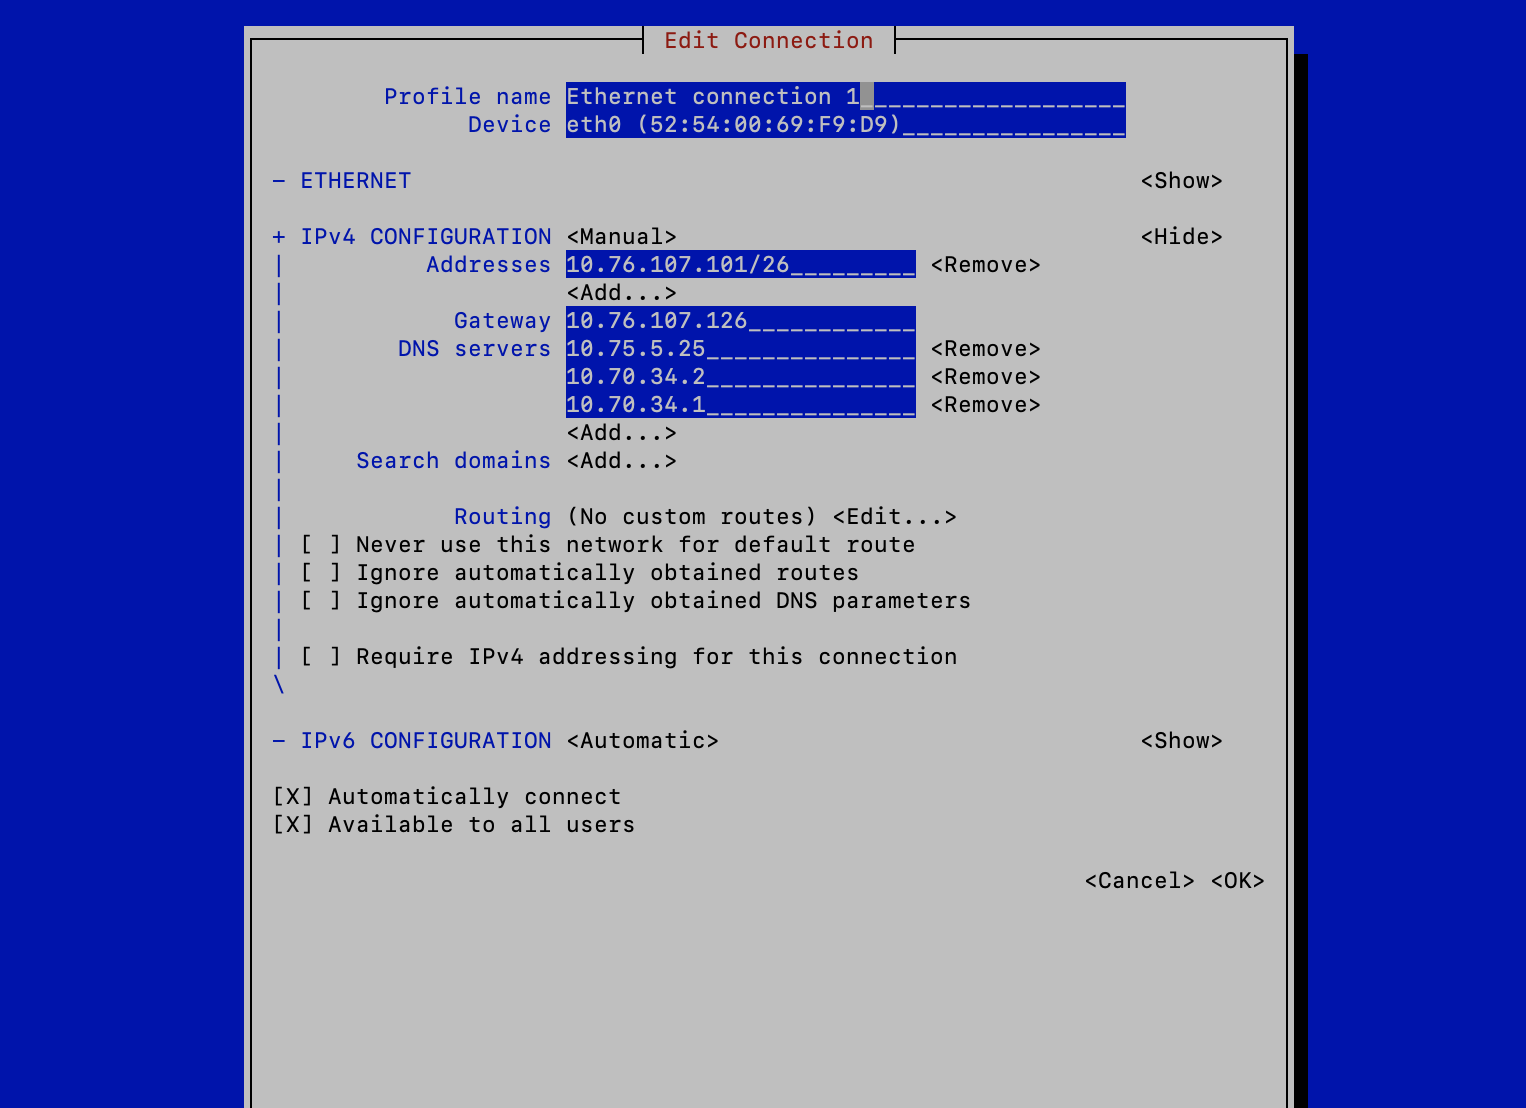 Edit Connection
Profile name Ethernet connection 1
Device eth0 (52:54:00:69:F9:D9)
- ETHERNET <Show>
+ IPv4 CONFIGURATION <Manual> <Hide>
| Addresses 10.76.107.101/26 <Remove>
| <Add...>
| Gateway 10.76.107.126
| DNS servers 10.75.5.25 <Remove>
| 10.70.34.2 <Remove>
| 10.70.34.1 <Remove>
| <Add...>
| Search domains <Add...>
|
| Routing (No custom routes) <Edit...>
| [ ] Never use this network for default route
| [ ] Ignore automatically obtained routes
| [ ] Ignore automatically obtained DNS parameters
|
| [ ] Require IPv4 addressing for this connection
\
- IPv6 CONFIGURATION <Automatic> <Show>
[X] Automatically connect
[X] Available to all users
<Cancel> <OK>